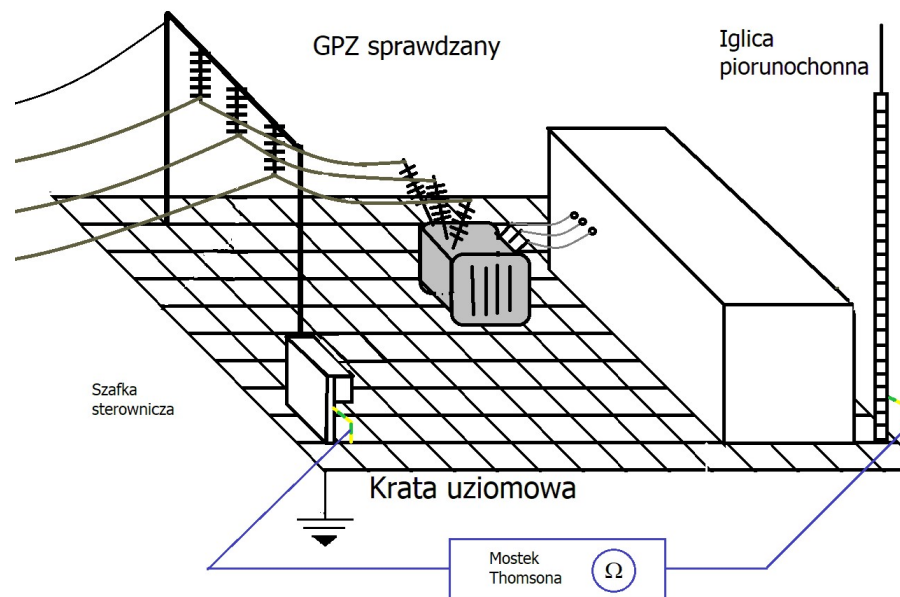 GPZ sprawdzany
Iglica
piorunochonna
Szafka
sterownicza
Krata uziomowa
Mostek
Thomsona
Ω